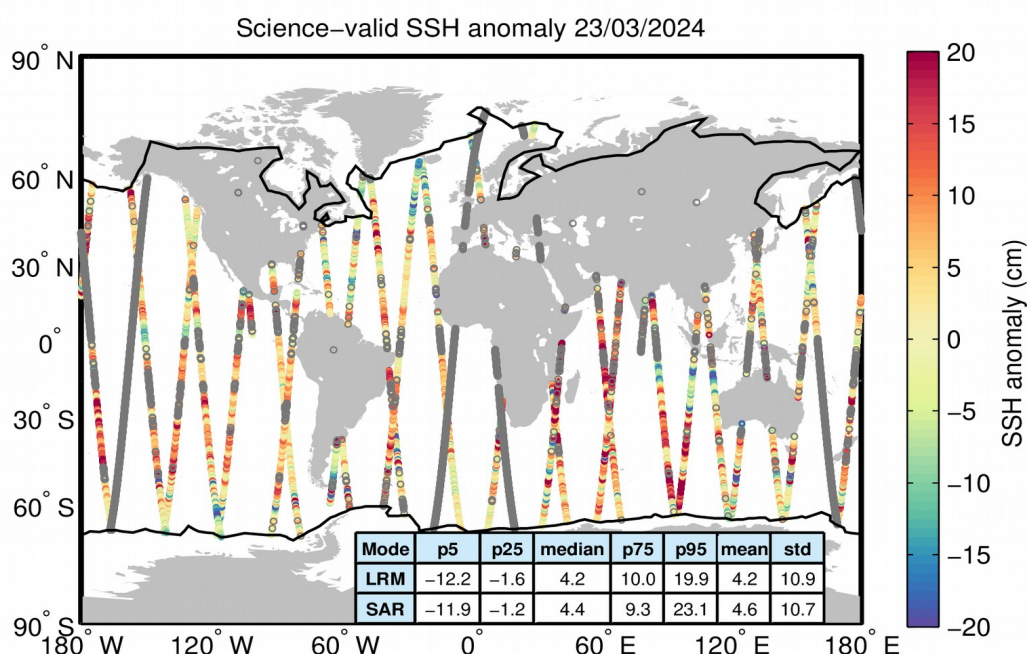 Science−valid SSH anomaly 23/03/2024
90° N
60° N
30° N
0°
30° S
60° S
90° S
180° W
120° W
60° W
0°
60° E
120° E
180° E
Mode p5 p25 median p75 p95 mean std
LRM −12.2 −1.6 4.2 10.0 19.9 4.2 10.9
SAR −11.9 −1.2 4.4 9.3 23.1 4.6 10.7
20
15
10
5
0
−5
−10
−15
−20
SSH anomaly (cm)